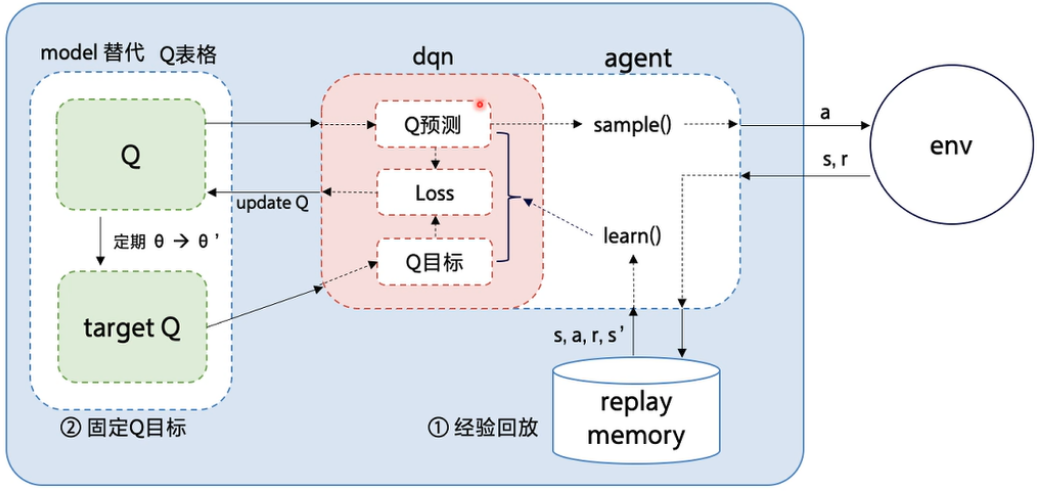 model 替代 Q表格
dqn
agent
Q
Q预测
sample()
a
env
s, r
Loss
update Q
定期 θ → θ’
learn()
Q目标
target Q
s, a, r, s’
replay
memory
② 固定Q目标
① 经验回放